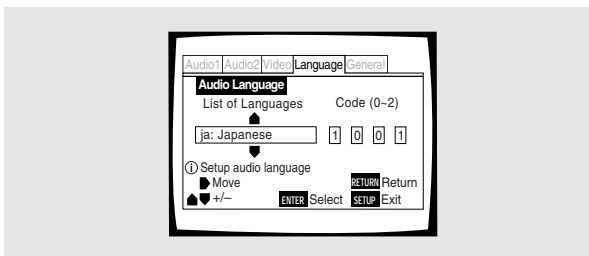 Audio1 Audio2 Video Language General
Audio Language
List of Languages Code (0~2)
ja: Japanese 1 0 0 1
i Setup audio language
Move RETURN Return
+/– ENTER Select SETUP Exit